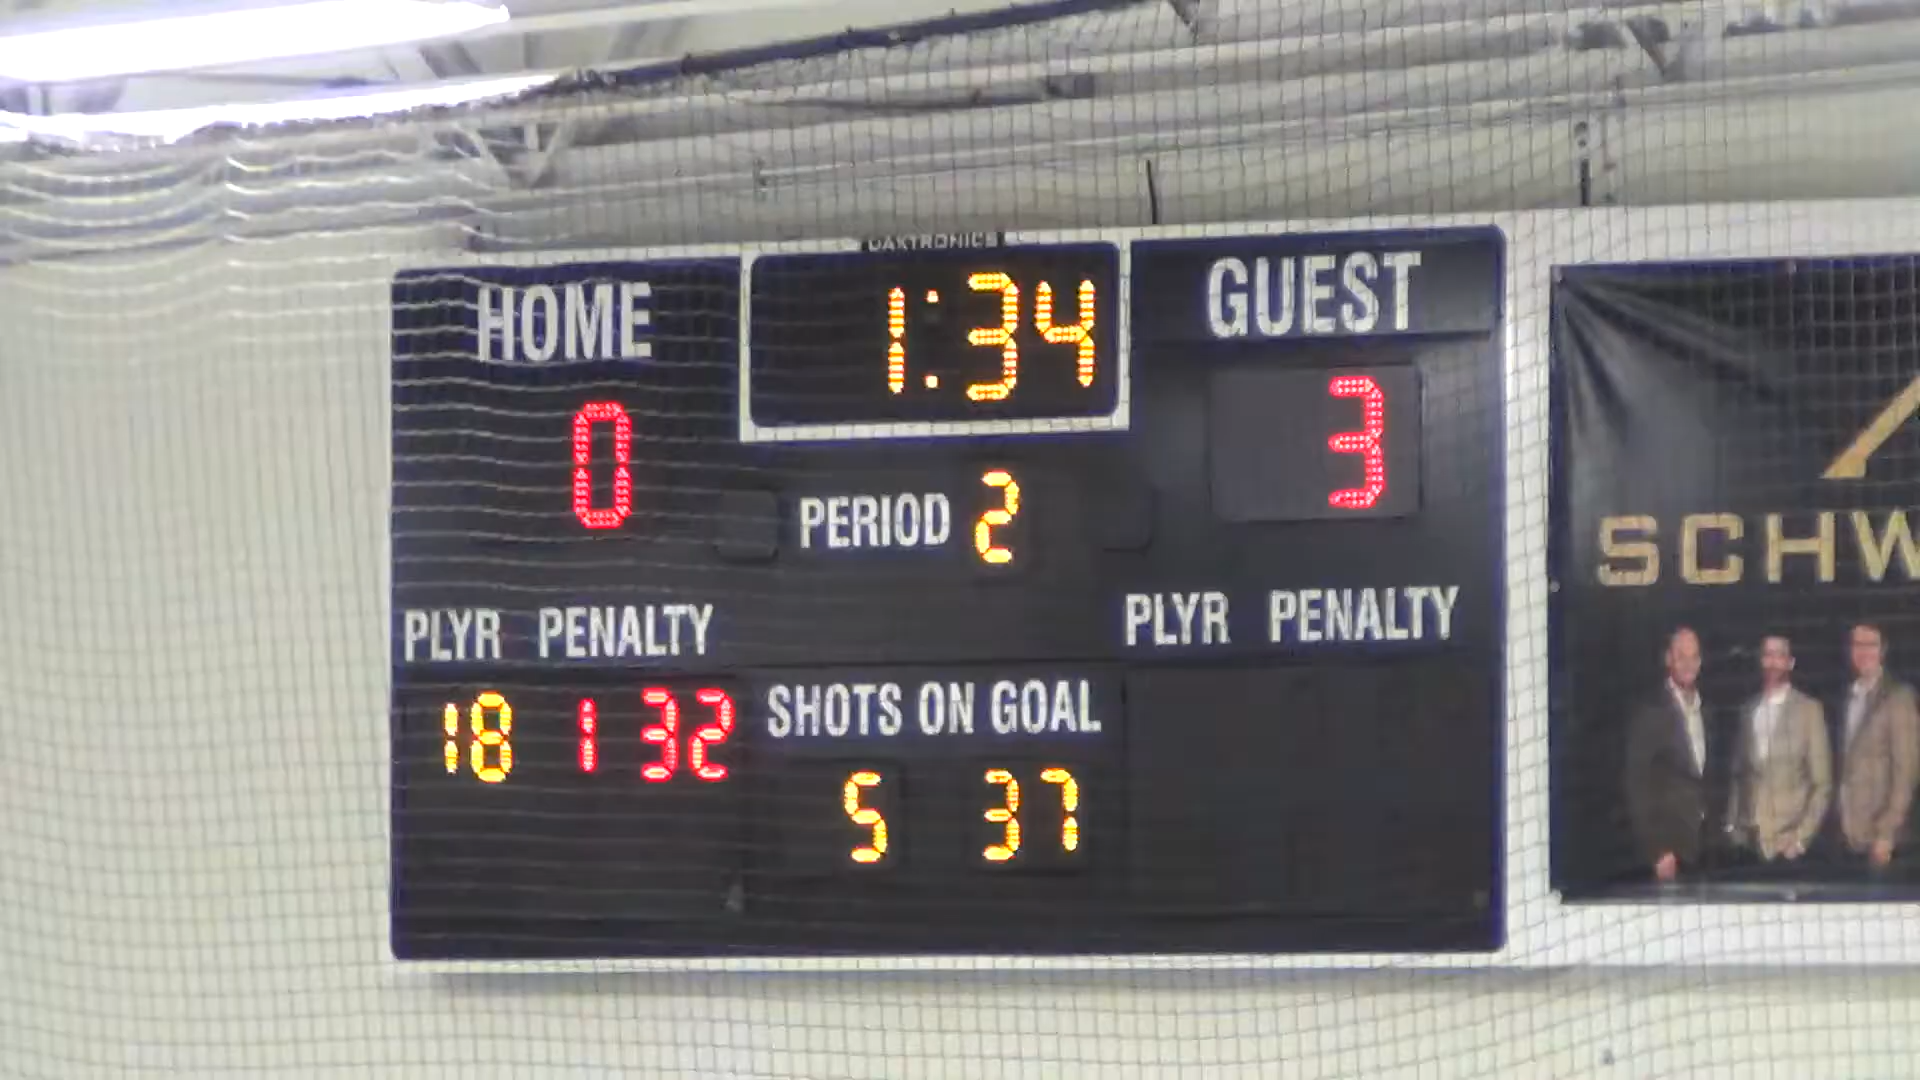 DAKTRONICS
HOME 1:34 GUEST
0 3
PERIOD 2
PLYR PENALTY PLYR PENALTY
18 1 32
SHOTS ON GOAL
5 37
SCHW